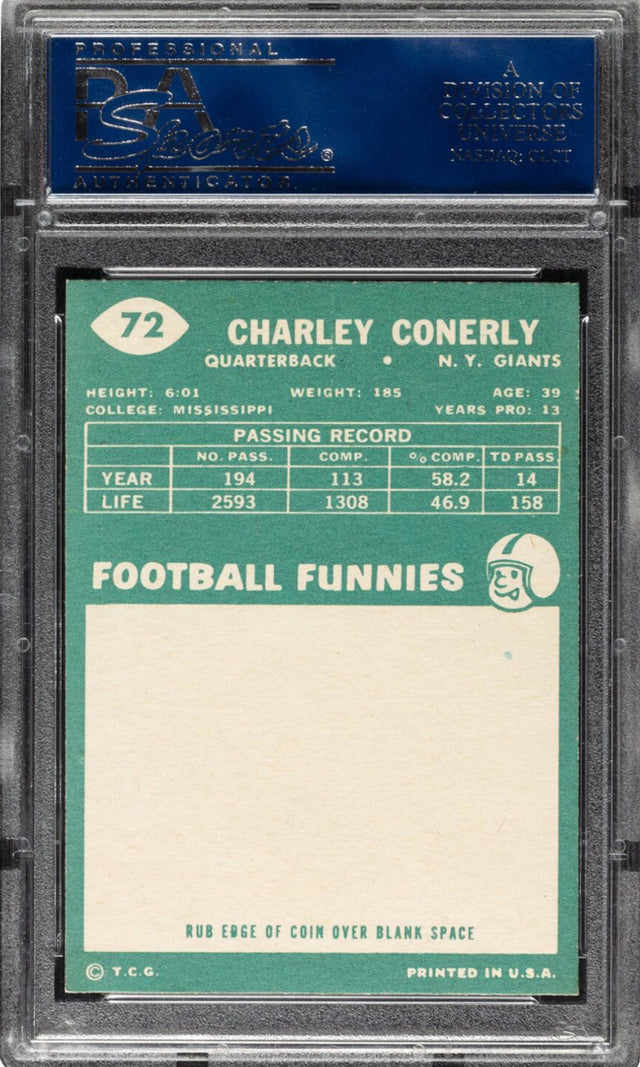 PROFESSIONAL
PSA
Sports®
AUTHENTICATOR
A
DIVISION OF
COLLECTORS
UNIVERSE
NASDAQ: CLCT
72
CHARLEY CONERLY
QUARTERBACK • N. Y. GIANTS
HEIGHT: 6:01 WEIGHT: 185 AGE: 39
COLLEGE: MISSISSIPPI YEARS PRO: 13
PASSING RECORD
NO. PASS. COMP. % COMP. TD PASS.
YEAR 194 113 58.2 14
LIFE 2593 1308 46.9 158
FOOTBALL FUNNIES
RUB EDGE OF COIN OVER BLANK SPACE
© T.C.G. PRINTED IN U.S.A.